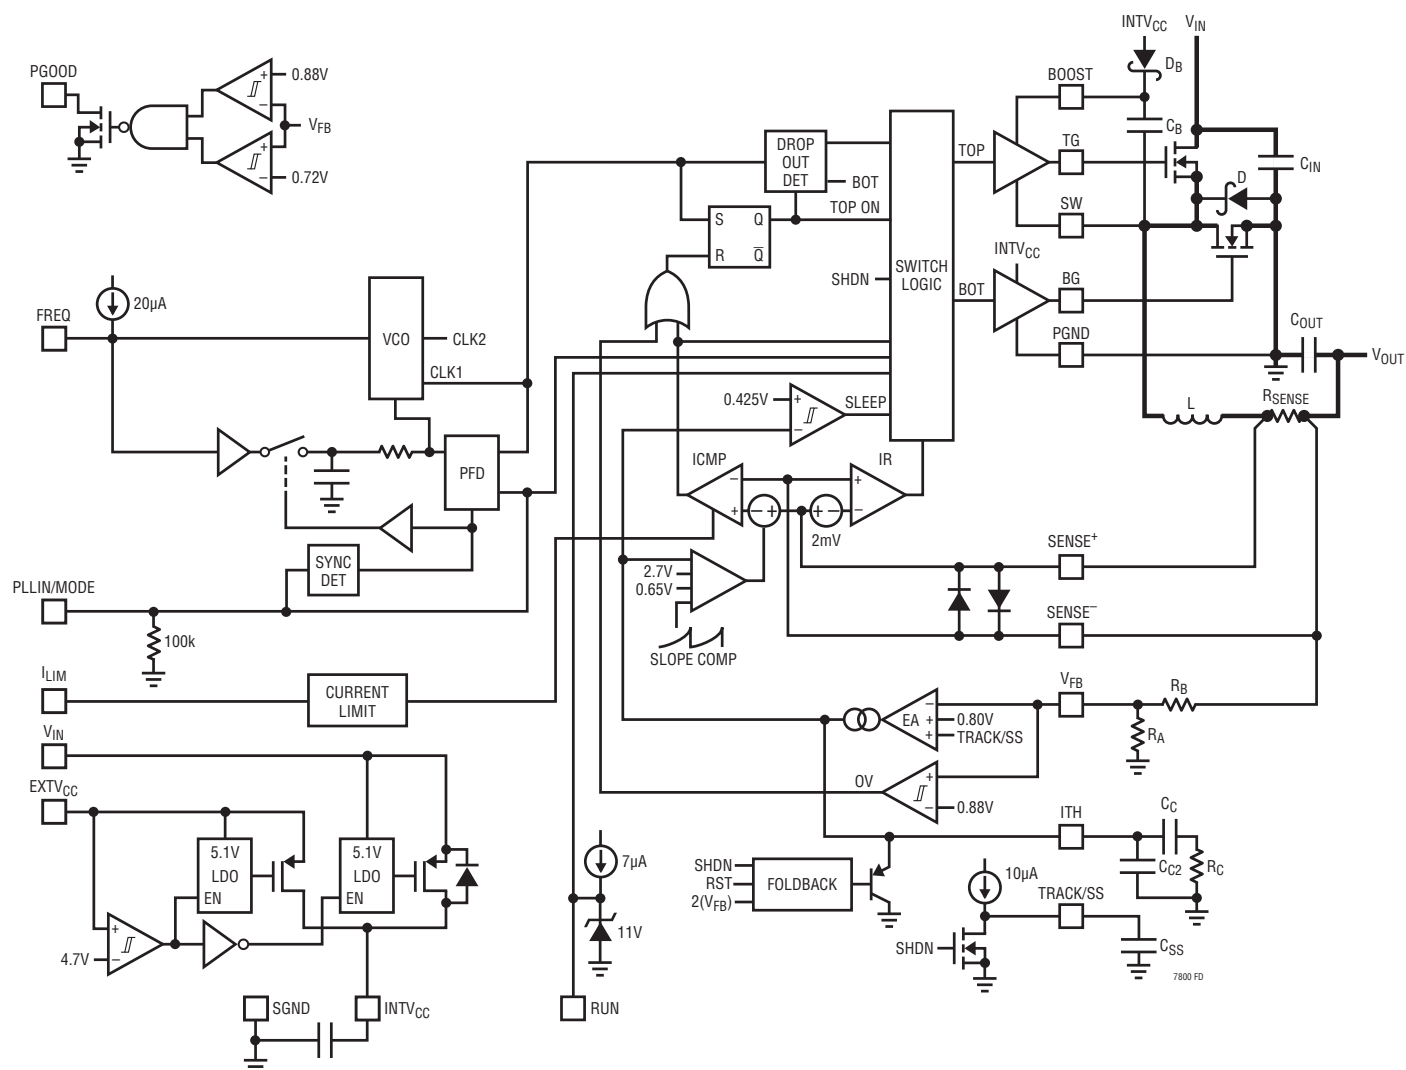 INTVCC
VIN
PGOOD
0.88V
VFB
0.72V
BOOST
DB
CB
TG
TOP
CIN
D
SW
DROP
OUT
DET
BOT
TOP ON
S
Q
R
Q̅
SHDN
SWITCH
LOGIC
INTVCC
BOT
BG
PGND
COUT
VOUT
20µA
FREQ
VCO
CLK2
CLK1
0.425V
+
−
SLEEP
L
RSENSE
PFD
ICMP
IR
−
+
− +
+ −
+
−
2mV
SYNC
DET
2.7V
0.65V
SENSE+
SENSE−
PLLIN/MODE
100k
SLOPE COMP
ILIM
CURRENT
LIMIT
VFB
RB
EA
−
+
+
0.80V
TRACK/SS
RA
VIN
EXTVCC
OV
+
−
0.88V
ITH
CC
CC2
RC
5.1V
LDO
EN
5.1V
LDO
EN
7µA
SHDN
RST
2(VFB)
FOLDBACK
10µA
TRACK/SS
+
−
4.7V
11V
SHDN
CSS
7800 FD
SGND
INTVCC
RUN